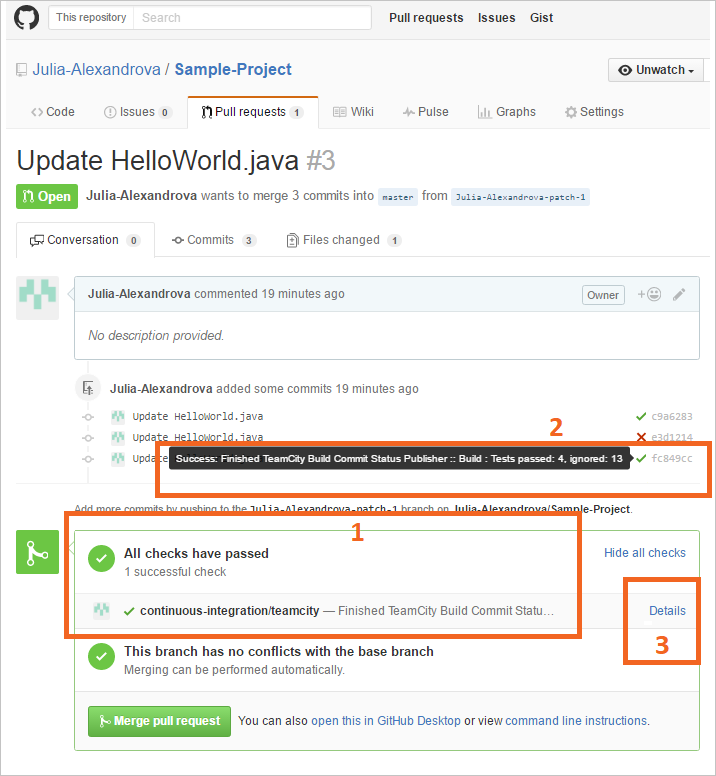 This repository Search Pull requests Issues Gist
Julia-Alexandrova / Sample-Project Unwatch
Code Issues 0 Pull requests 1 Wiki Pulse Graphs Settings
Update HelloWorld.java #3
Open Julia-Alexandrova wants to merge 3 commits into master from Julia-Alexandrova-patch-1
Conversation 0 Commits 3 Files changed 1
Julia-Alexandrova commented 19 minutes ago Owner
No description provided.
Julia-Alexandrova added some commits 19 minutes ago
Update HelloWorld.java c9a6283
Update HelloWorld.java e3d1214
2
Success: Finished TeamCity Build Commit Status Publisher :: Build : Tests passed: 4, ignored: 13 fc849cc
Add more commits by pushing to the Julia-Alexandrova-patch-1 branch on Julia-Alexandrova/Sample-Project.
1
All checks have passed Hide all checks
1 successful check
continuous-integration/teamcity — Finished TeamCity Build Commit Statu… Details
3
This branch has no conflicts with the base branch
Merging can be performed automatically.
Merge pull request You can also open this in GitHub Desktop or view command line instructions.